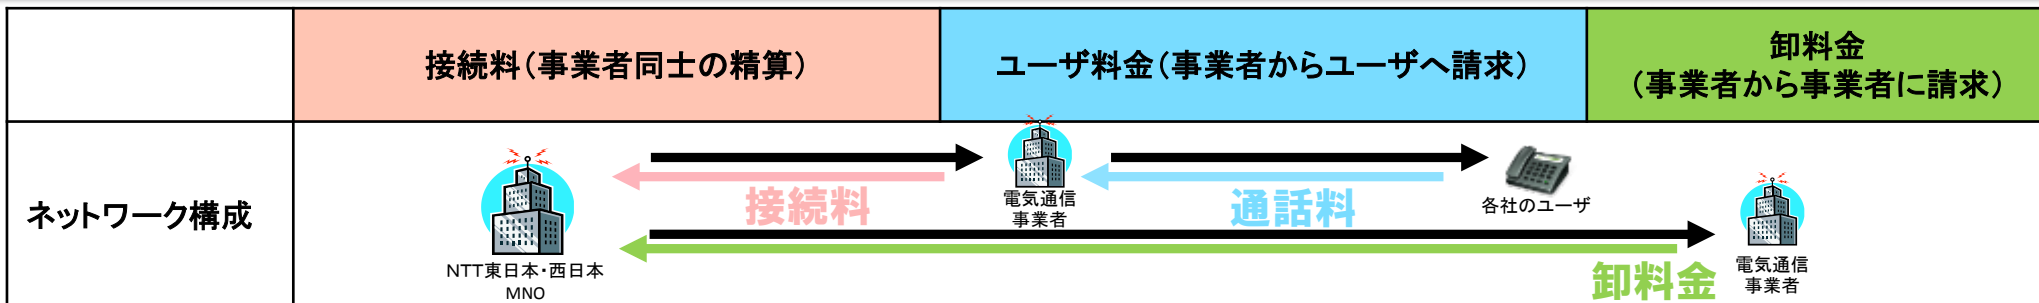 接続料(事業者同士の精算)
ユーザ料金(事業者からユーザへ請求)
卸料金
(事業者から事業者に請求)
ネットワーク構成
NTT東日本・西日本
MNO
接続料
電気通信
事業者
通話料
各社のユーザ
卸料金
電気通信
事業者